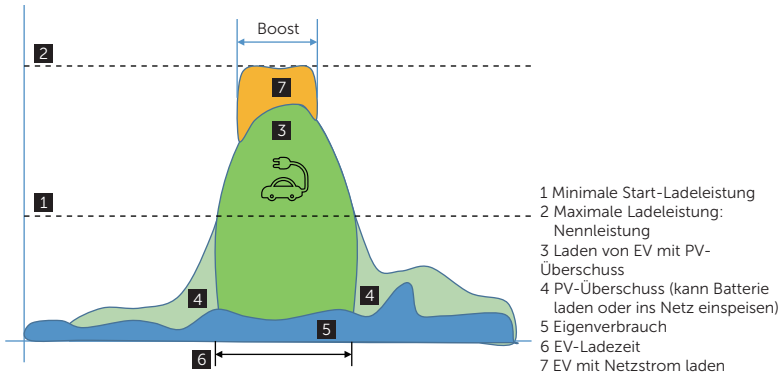 Boost
2
7
3
1
4
4
5
6
1 Minimale Start-Ladeleistung
2 Maximale Ladeleistung:
Nennleistung
3 Laden von EV mit PV-
Überschuss
4 PV-Überschuss (kann Batterie
laden oder ins Netz einspeisen)
5 Eigenverbrauch
6 EV-Ladezeit
7 EV mit Netzstrom laden